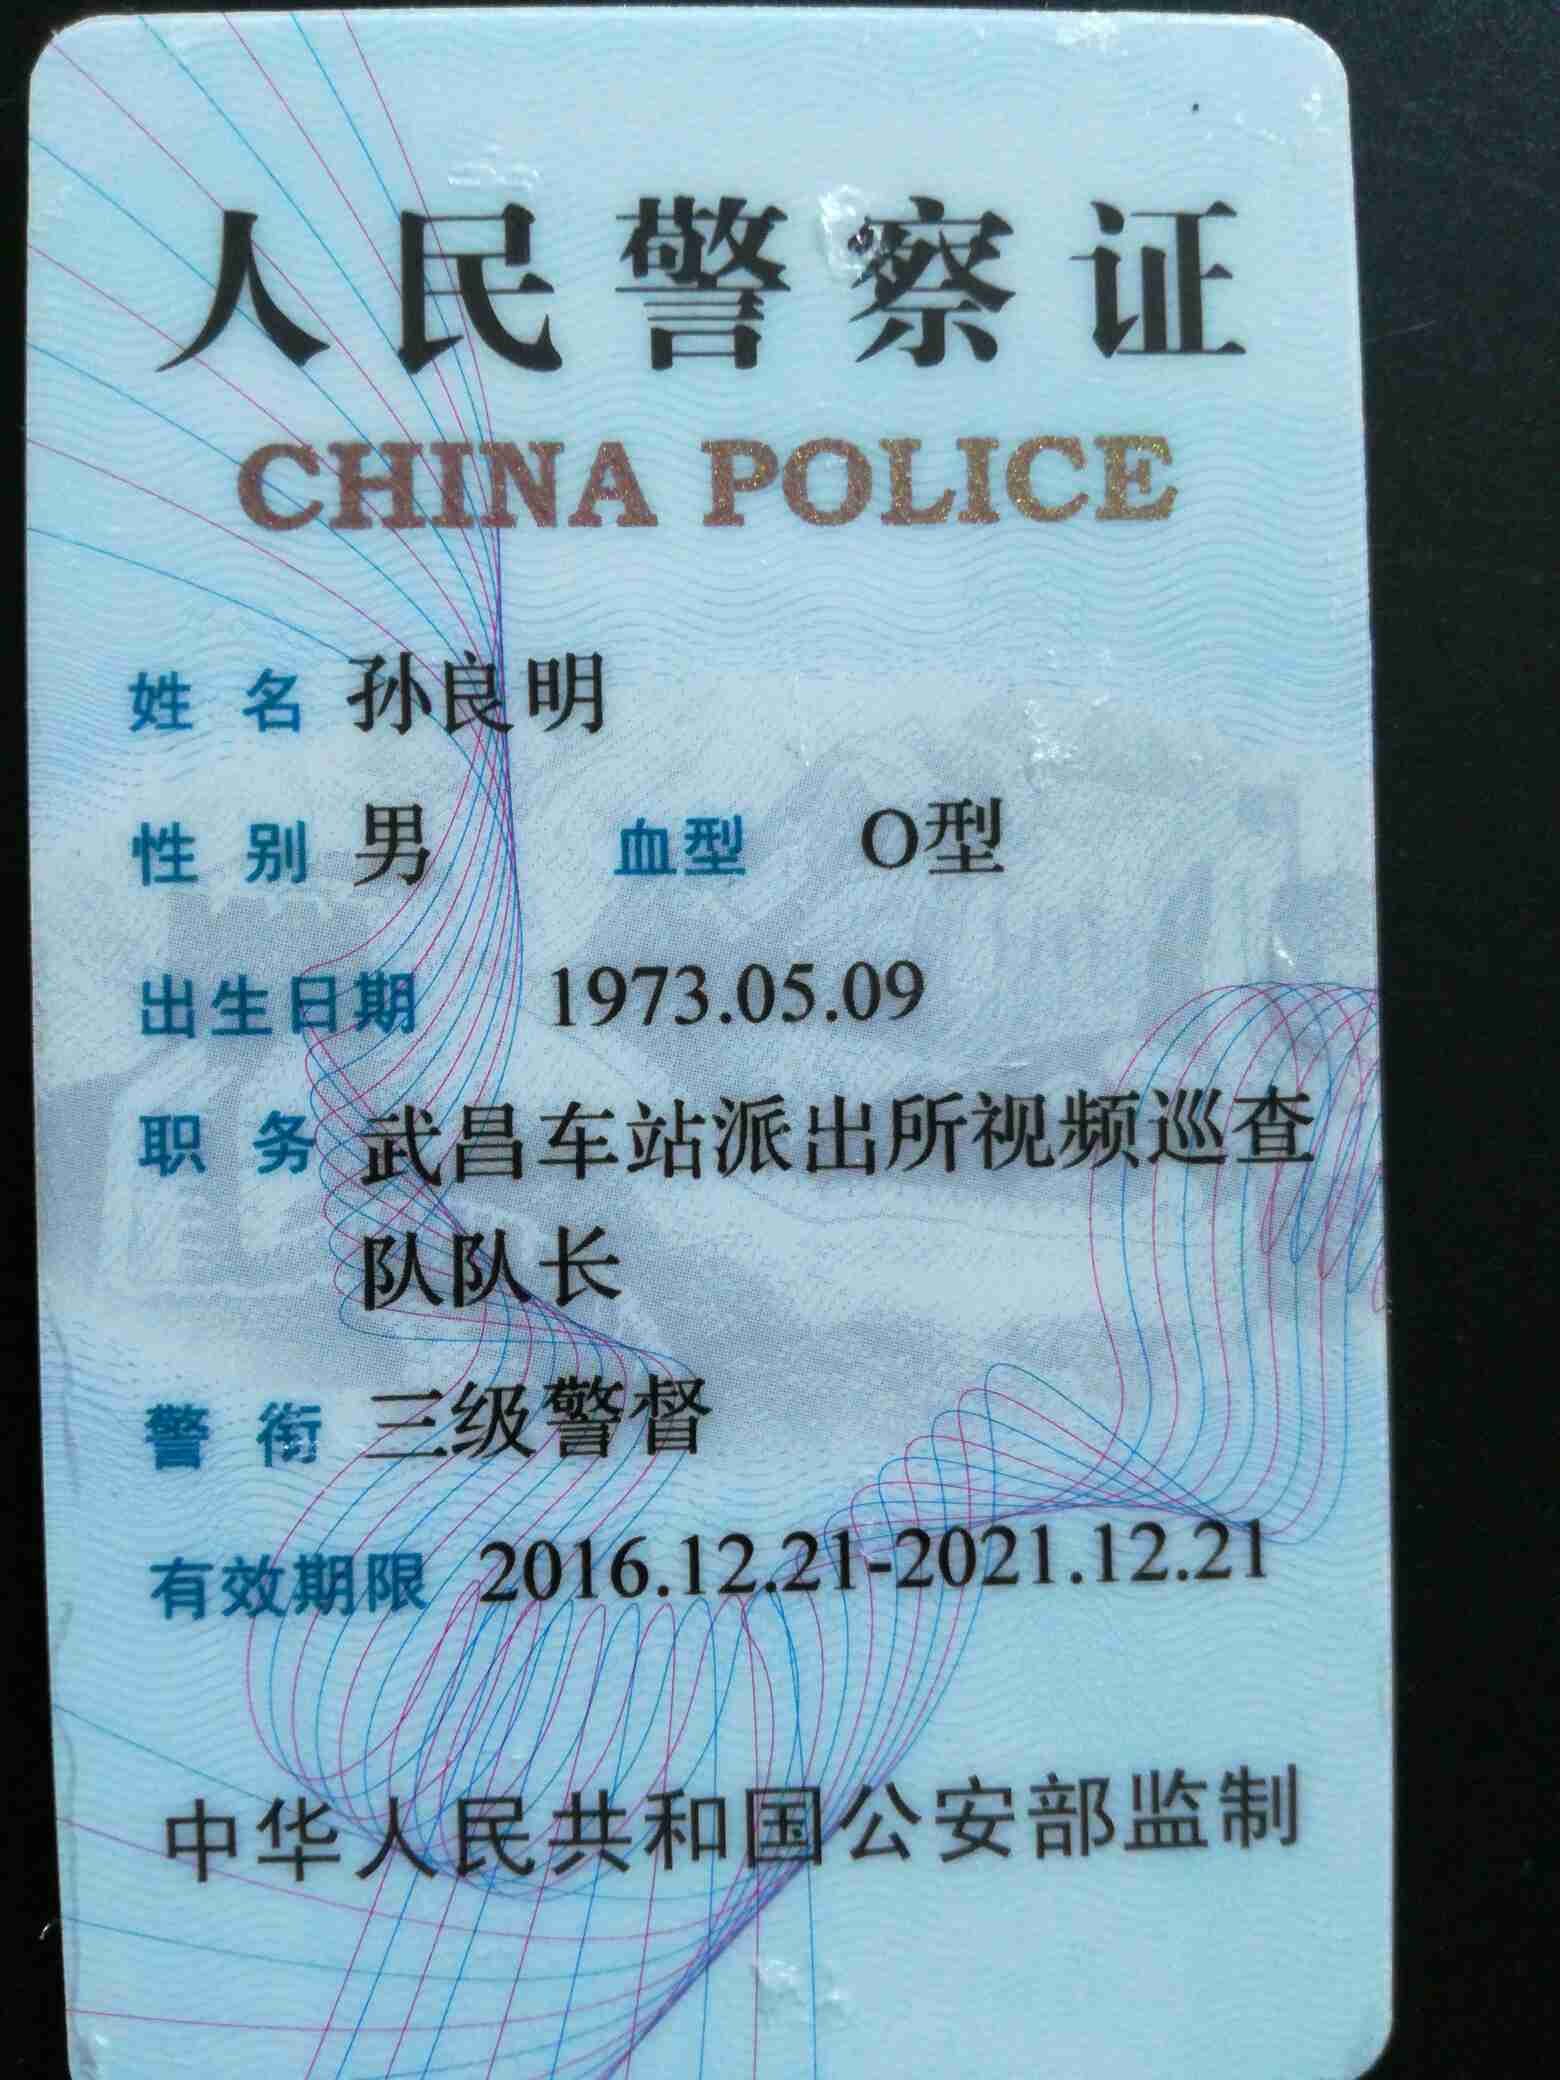 人民警察证
CHINA POLICE
姓名 孙良明
性别 男 血型 O型
出生日期 1973.05.09
职务 武昌车站派出所视频巡查
队队长
警衔 三级警督
有效期限 2016.12.21-2021.12.21
中华人民共和国公安部监制